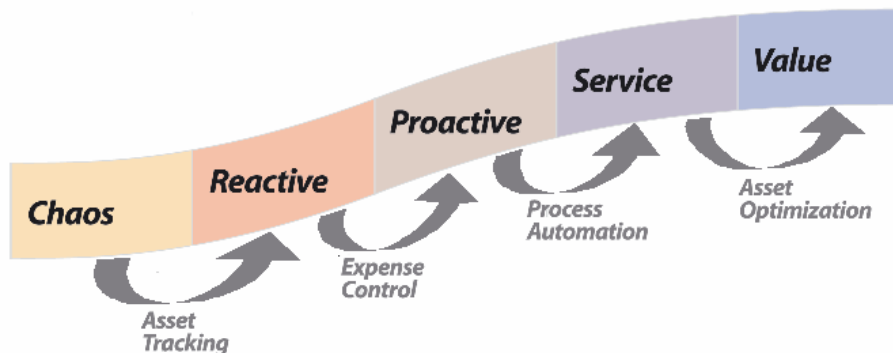 Chaos
Reactive
Proactive
Service
Value
Asset
Tracking
Expense
Control
Process
Automation
Asset
Optimization